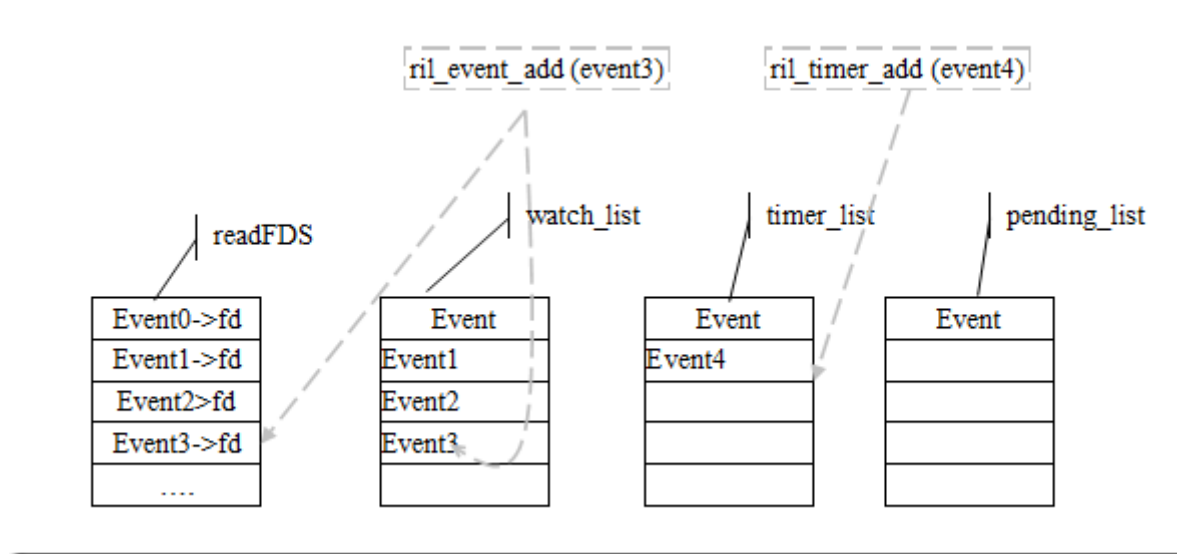 ril_event_add (event3)
ril_timer_add (event4)
readFDS
watch_list
timer_list
pending_list
Event0->fd
Event1->fd
Event2>fd
Event3->fd
....
Event
Event1
Event2
Event3
Event
Event4
Event